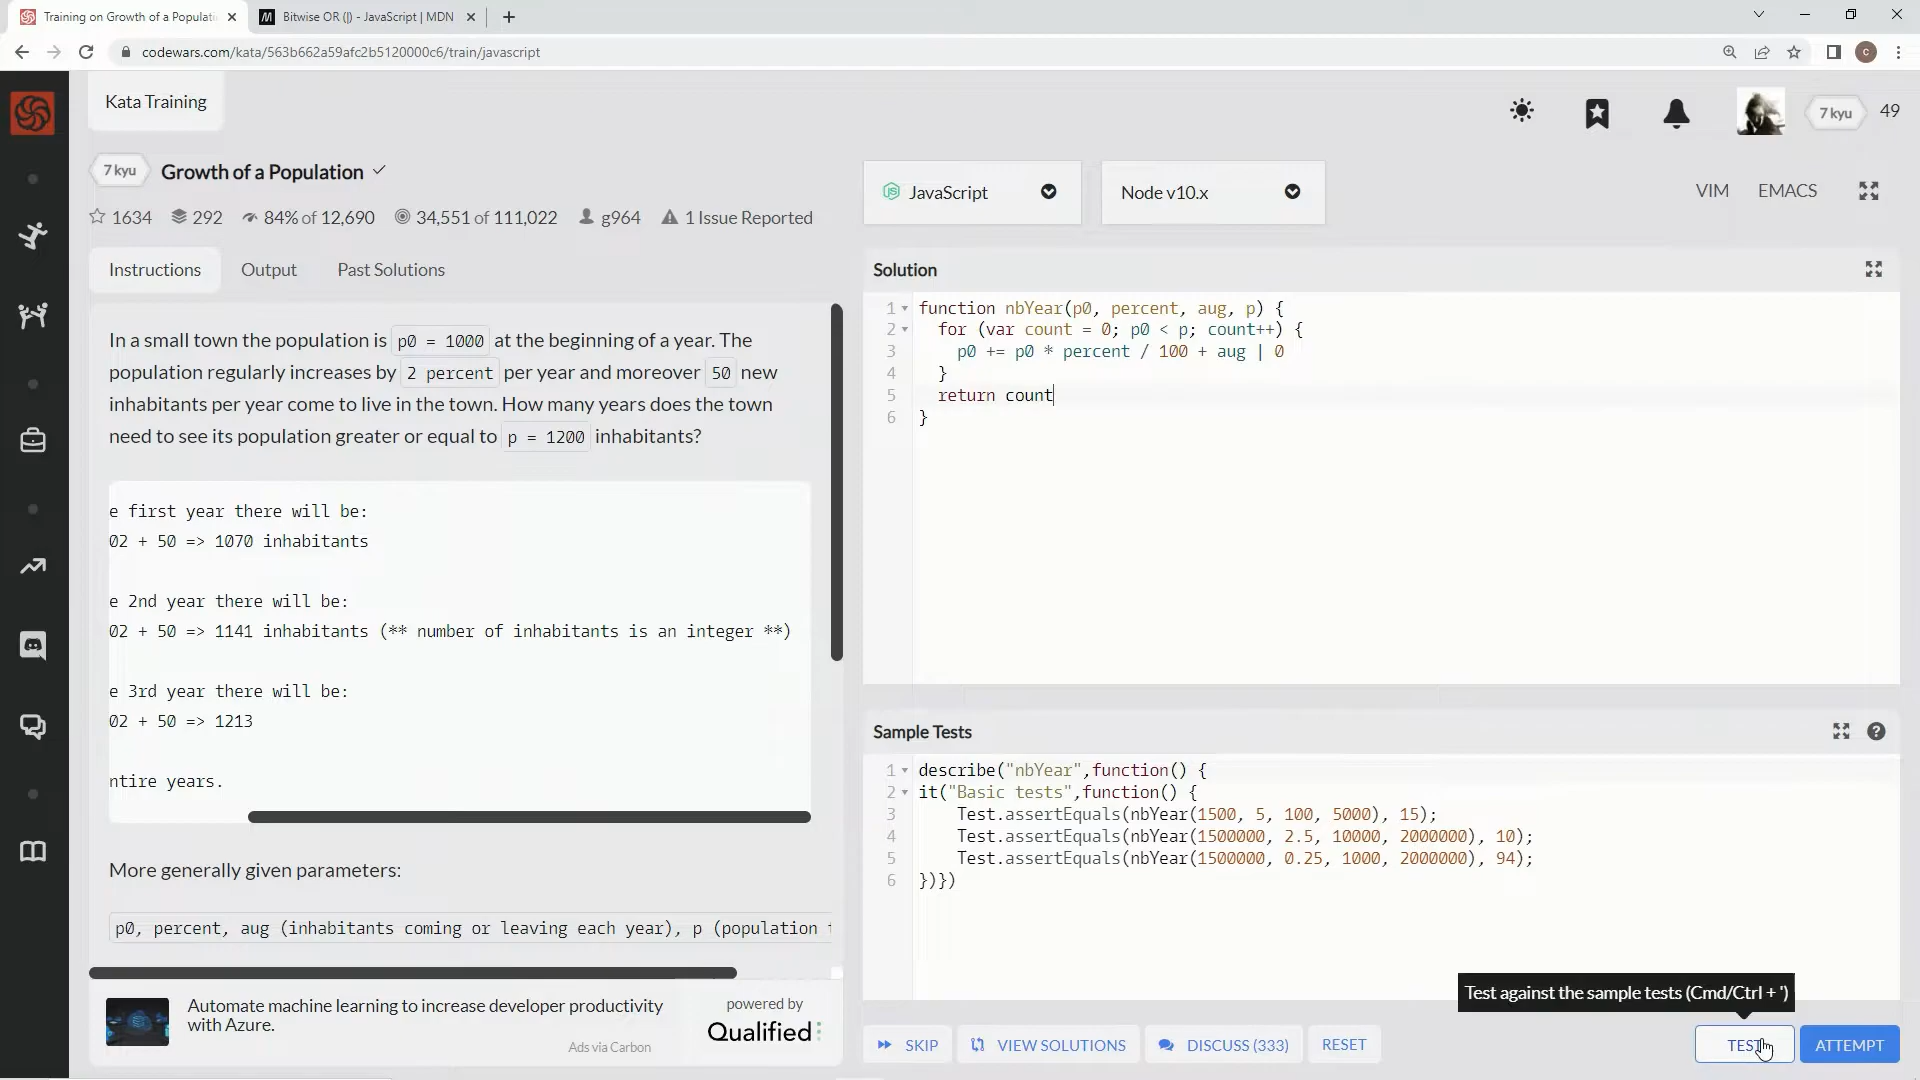 Training on Growth of a Populati
Bitwise OR (|) - JavaScript | MDN
codewars.com/kata/563b662a59afc2b5120000c6/train/javascript
C
Kata Training
7 kyu
49
7 kyu
Growth of a Population
1634
292
84% of 12,690
34,551 of 111,022
g964
1 Issue Reported
JavaScript
Node v10.x
VIM
EMACS
Instructions
Output
Past Solutions
In a small town the population is p0 = 1000 at the beginning of a year. The
population regularly increases by 2 percent per year and moreover 50 new
inhabitants per year come to live in the town. How many years does the town
need to see its population greater or equal to p = 1200 inhabitants?
e first year there will be:
02 + 50 => 1070 inhabitants
e 2nd year there will be:
02 + 50 => 1141 inhabitants (** number of inhabitants is an integer **)
e 3rd year there will be:
02 + 50 => 1213
ntire years.
More generally given parameters:
p0, percent, aug (inhabitants coming or leaving each year), p (population
Automate machine learning to increase developer productivity
with Azure.
Ads via Carbon
powered by
Qualified
Solution
1 function nbYear(p0, percent, aug, p) {
2 for (var count = 0; p0 < p; count++) {
3 p0 += p0 * percent / 100 + aug | 0
4 }
5 return count
6 }
Sample Tests
1 describe("nbYear",function() {
2 it("Basic tests",function() {
3 Test.assertEquals(nbYear(1500, 5, 100, 5000), 15);
4 Test.assertEquals(nbYear(1500000, 2.5, 10000, 2000000), 10);
5 Test.assertEquals(nbYear(1500000, 0.25, 1000, 2000000), 94);
6 })})
Test against the sample tests (Cmd/Ctrl + ')
SKIP
VIEW SOLUTIONS
DISCUSS (333)
RESET
TEST
ATTEMPT